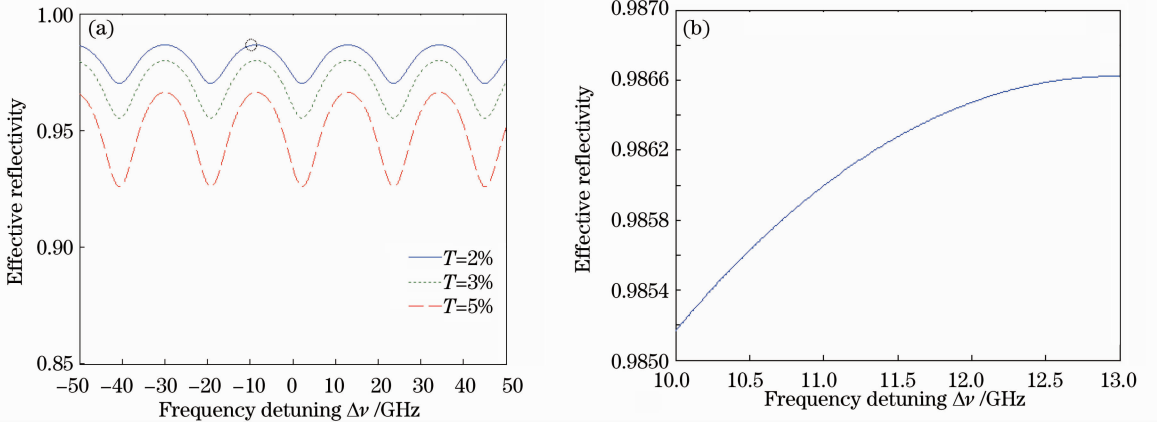 (a)
1.00
0.95
0.90
0.85
Effective reflectivity
T=2%
T=3%
T=5%
−50 −40 −30 −20 −10 0 10 20 30 40 50
Frequency detuning Δν /GHz
(b)
0.9870
0.9866
0.9862
0.9858
0.9854
0.9850
Effective reflectivity
10.0 10.5 11.0 11.5 12.0 12.5 13.0
Frequency detuning Δν /GHz